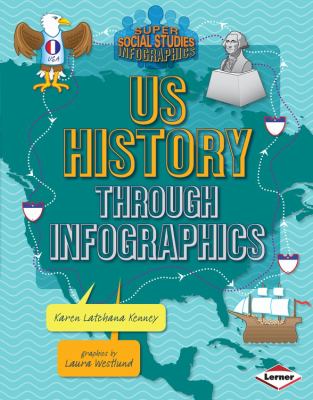 SUPER
SOCIAL STUDIES
INFOGRAPHICS
USA
US
HISTORY
THROUGH
INFOGRAPHICS
Karen Latchana Kenney
graphics by
Laura Westlund
Lerner